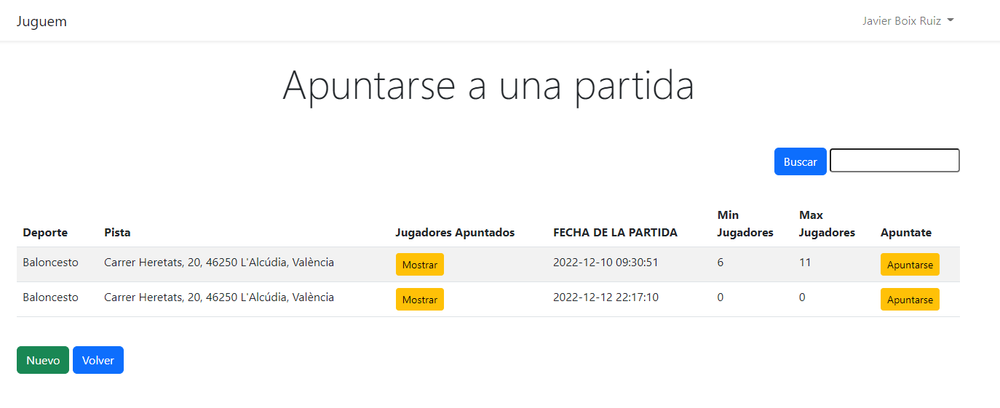 Juguem Javier Boix Ruiz
Apuntarse a una partida
Buscar
Deporte Pista Jugadores Apuntados FECHA DE LA PARTIDA Min Jugadores Max Jugadores Apuntate
Baloncesto Carrer Heretats, 20, 46250 L'Alcúdia, València Mostrar 2022-12-10 09:30:51 6 11 Apuntarse
Baloncesto Carrer Heretats, 20, 46250 L'Alcúdia, València Mostrar 2022-12-12 22:17:10 0 0 Apuntarse
Nuevo Volver